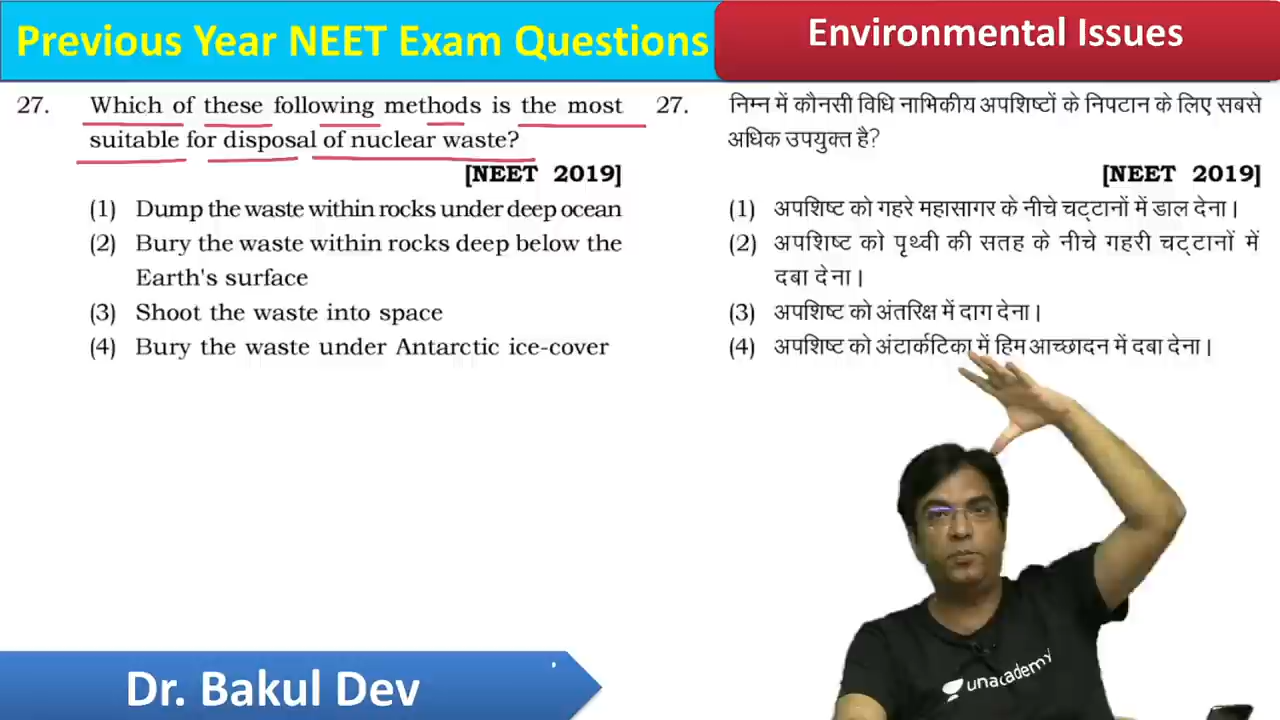 Previous Year NEET Exam Questions
Environmental Issues
27. Which of these following methods is the most
suitable for disposal of nuclear waste?
[NEET 2019]
(1) Dump the waste within rocks under deep ocean
(2) Bury the waste within rocks deep below the
Earth's surface
(3) Shoot the waste into space
(4) Bury the waste under Antarctic ice-cover
27. निम्न में कौनसी विधि नाभिकीय अपशिष्टों के निपटान के लिए सबसे
अधिक उपयुक्त है?
[NEET 2019]
(1) अपशिष्ट को गहरे महासागर के नीचे चट्टानों में डाल देना।
(2) अपशिष्ट को पृथ्वी की सतह के नीचे गहरी चट्टानों में
दबा देना।
(3) अपशिष्ट को अंतरिक्ष में दाग देना।
(4) अपशिष्ट को अंटार्कटिका में हिम आच्छादन में दबा देना।
unacademy
Dr. Bakul Dev